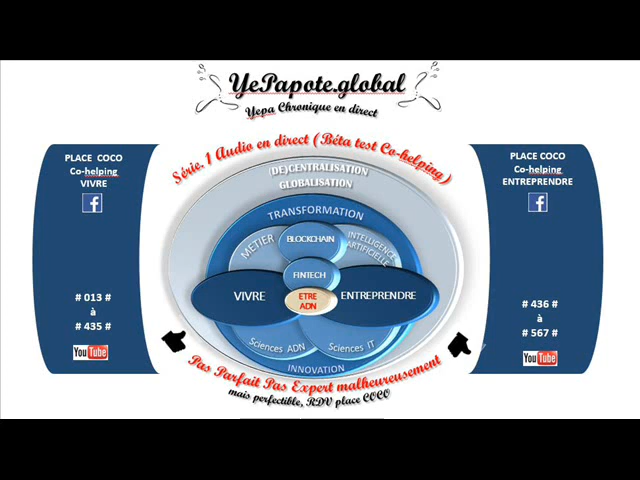 YePapote.global
Yepa Chronique en direct
Série. 1 Audio en direct (Béta test Co-helping)
PLACE COCO
Co-helping
VIVRE
# 013 #
à
# 435 #
YouTube
(DE)CENTRALISATION
GLOBALISATION
TRANSFORMATION
METIER
BLOCKCHAIN
INTELLIGENCE
ARTIFICIELLE
FINTECH
VIVRE
ETRE
ADN
ENTREPRENDRE
Sciences ADN
Sciences IT
INNOVATION
PLACE COCO
Co-helping
ENTREPRENDRE
# 436 #
à
# 567 #
YouTube
Pas Parfait Pas Expert malheureusement
mais perfectible, RDV place COCO